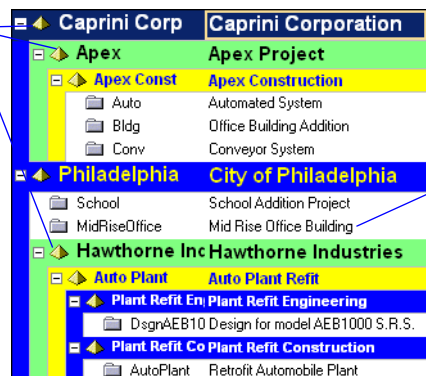 Caprini Corp Caprini Corporation
Apex Apex Project
Apex Const Apex Construction
Auto Automated System
Bldg Office Building Addition
Conv Conveyor System
Philadelphia City of Philadelphia
School School Addition Project
MidRiseOffice Mid Rise Office Building
Hawthorne Inc Hawthorne Industries
Auto Plant Auto Plant Refit
Plant Refit En Plant Refit Engineering
DsgnAEB10 Design for model AEB1000 S.R.S.
Plant Refit Co Plant Refit Construction
AutoPlant Retrofit Automobile Plant